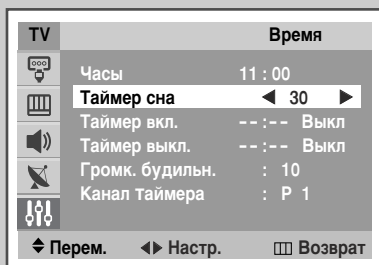 TV Время
Часы 11 : 00
Таймер сна ◀ 30 ▶
Таймер вкл. --:-- Выкл
Таймер выкл. --:-- Выкл
Громк. будильн. : 10
Канал таймера : P 1
Перем. Настр. Возврат